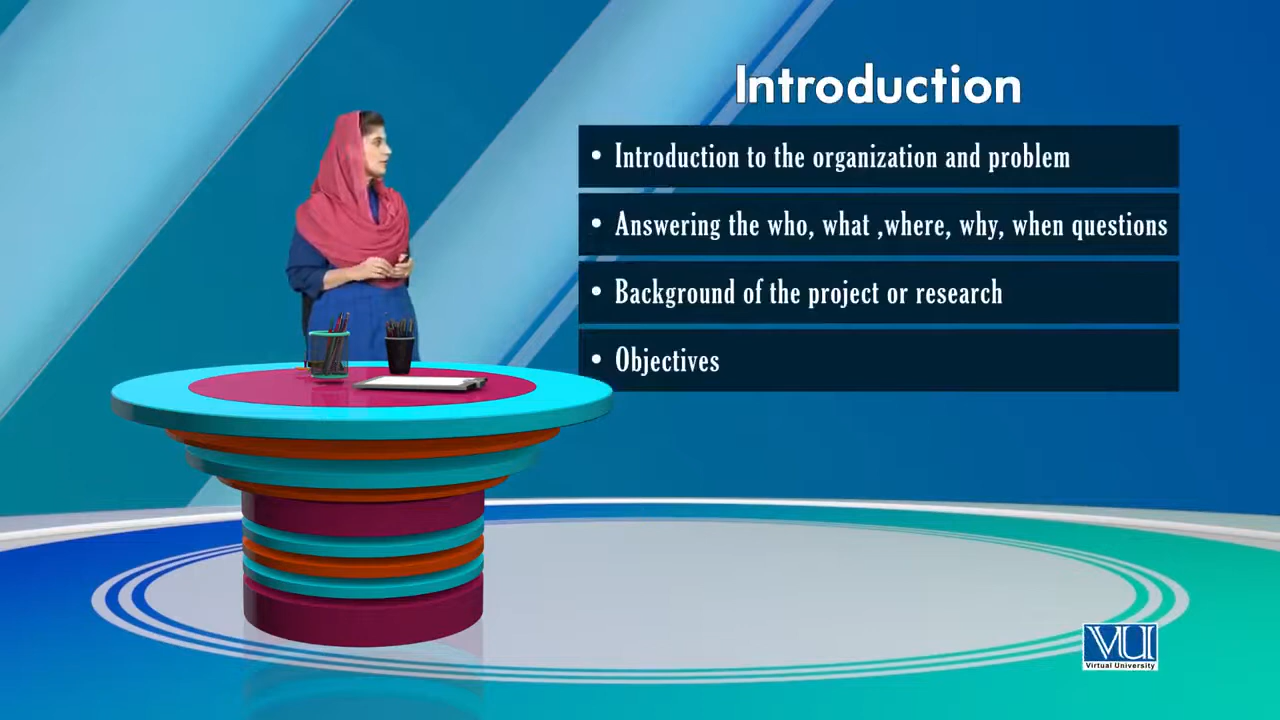 Introduction
• Introduction to the organization and problem
• Answering the who, what ,where, why, when questions
• Background of the project or research
• Objectives
VU
Virtual University